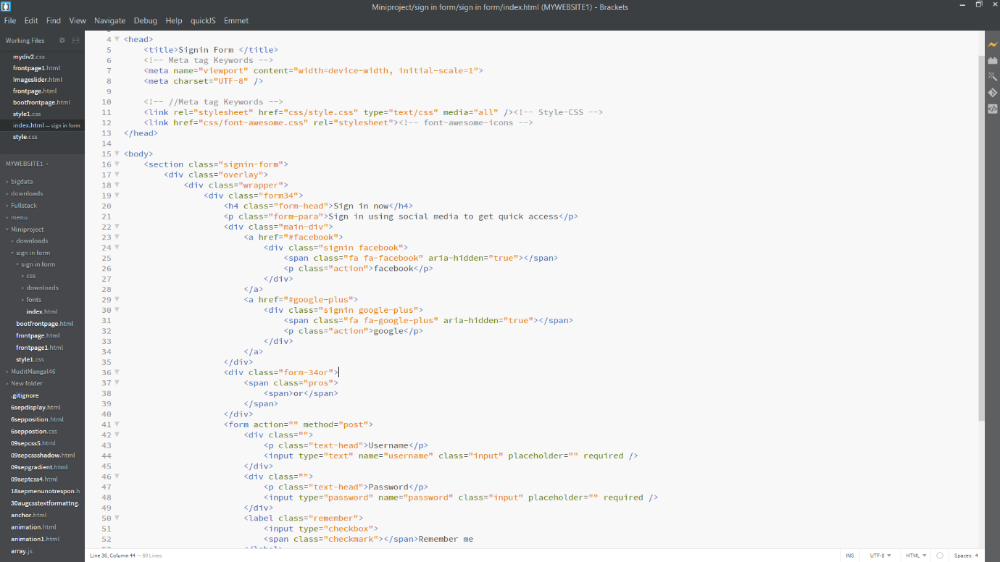 Miniproject/sign in form/sign in form/index.html (MYWEBSITE1) - Brackets
File Edit Find View Navigate Debug Help quickJS Emmet
Working Files
mydiv2.css
frontpage1.html
Imageslider.html
frontpage.html
bootfrontpage.html
style1.css
index.html — sign in form
style.css
MYWEBSITE1
bigdata
downloads
Fullstack
menu
Miniproject
downloads
sign in form
sign in form
css
downloads
fonts
index.html
bootfrontpage.html
frontpage.html
frontpage1.html
style1.css
MuditMangal46
New folder
.gitignore
6sepdisplay.html
6sepposition.html
6seppostion.css
09sepcss5.html
09sepcssshadow.html
09sepgradient.html
09septcss4.html
18sepmenunotrespon.h
30augcsstextformattng.
anchor.html
animation.html
animation1.html
array.js
4 <head>
5 <title>Signin Form </title>
6 <!-- Meta tag Keywords -->
7 <meta name="viewport" content="width=device-width, initial-scale=1">
8 <meta charset="UTF-8" />
9
10 <!-- //Meta tag Keywords -->
11 <link rel="stylesheet" href="css/style.css" type="text/css" media="all" /><!-- Style-CSS -->
12 <link href="css/font-awesome.css" rel="stylesheet"><!-- font-awesome-icons -->
13 </head>
14
15 <body>
16 <section class="signin-form">
17 <div class="overlay">
18 <div class="wrapper">
19 <div class="form34">
20 <h4 class="form-head">Sign in now</h4>
21 <p class="form-para">Sign in using social media to get quick access</p>
22 <div class="main-div">
23 <a href="#facebook">
24 <div class="signin facebook">
25 <span class="fa fa-facebook" aria-hidden="true"></span>
26 <p class="action">facebook</p>
27 </div>
28 </a>
29 <a href="#google-plus">
30 <div class="signin google-plus">
31 <span class="fa fa-google-plus" aria-hidden="true"></span>
32 <p class="action">google</p>
33 </div>
34 </a>
35 </div>
36 <div class="form-34or">
37 <span class="pros">
38 <span>or</span>
39 </span>
40 </div>
41 <form action="" method="post">
42 <div class="">
43 <p class="text-head">Username</p>
44 <input type="text" name="username" class="input" placeholder="" required />
45 </div>
46 <div class="">
47 <p class="text-head">Password</p>
48 <input type="password" name="password" class="input" placeholder="" required />
49 </div>
50 <label class="remember">
51 <input type="checkbox">
52 <span class="checkmark"></span>Remember me
Line 36, Column 44 — 69 Lines
INS UTF-8 HTML Spaces: 4